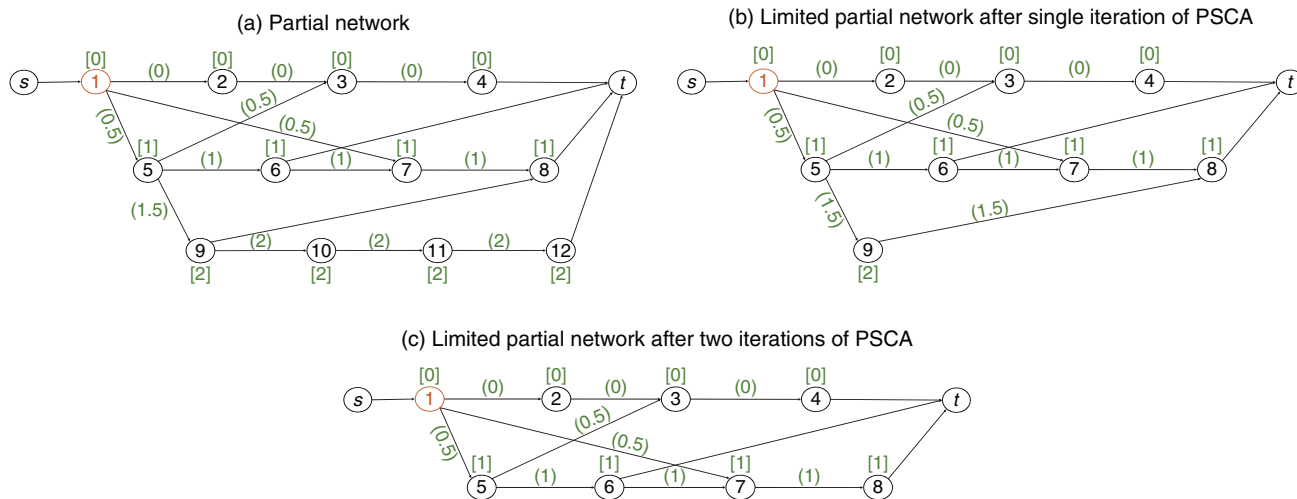 (a) Partial network
[0] [0] [0] [0]
(0) (0) (0)
s 1 2 3 4 t
(0.5) (0.5) (0.5)
[1] [1] [1] [1]
(1) (1) (1)
5 6 7 8
(1.5)
(2) (2) (2)
9 10 11 12
[2] [2] [2] [2]
(b) Limited partial network after single iteration of PSCA
[0] [0] [0] [0]
(0) (0) (0)
s 1 2 3 4 t
(0.5) (0.5) (0.5)
[1] [1] [1] [1]
(1) (1) (1)
5 6 7 8
(1.5) (1.5)
9
[2]
(c) Limited partial network after two iterations of PSCA
[0] [0] [0] [0]
(0) (0) (0)
s 1 2 3 4 t
(0.5) (0.5) (0.5)
[1] [1] [1] [1]
(1) (1) (1)
5 6 7 8